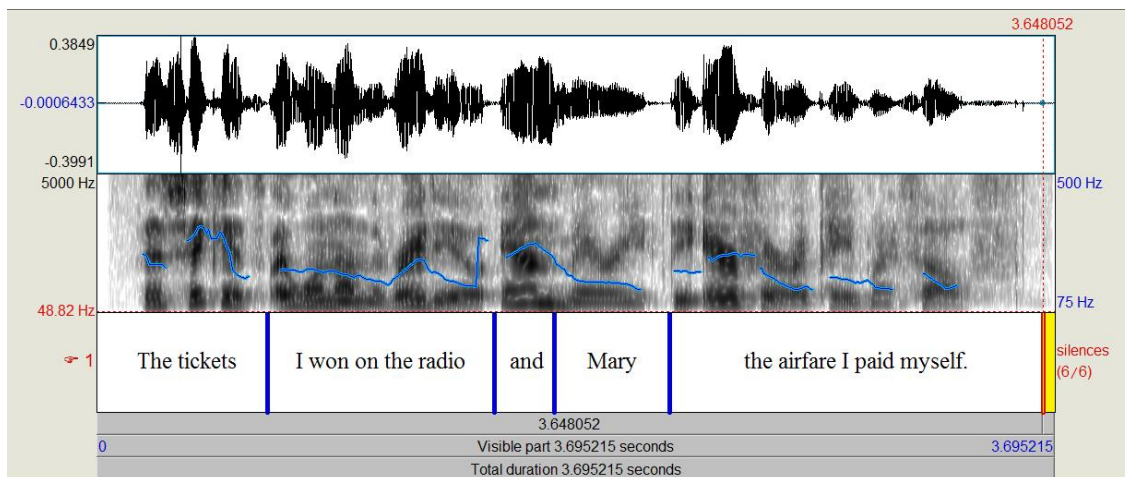 3.648052
0.3849
-0.0006433
-0.3991
5000 Hz
500 Hz
48.82 Hz
75 Hz
☞ 1
The tickets
I won on the radio
and
Mary
the airfare I paid myself.
silences
(6/6)
3.648052
0
Visible part 3.695215 seconds
3.695215
Total duration 3.695215 seconds